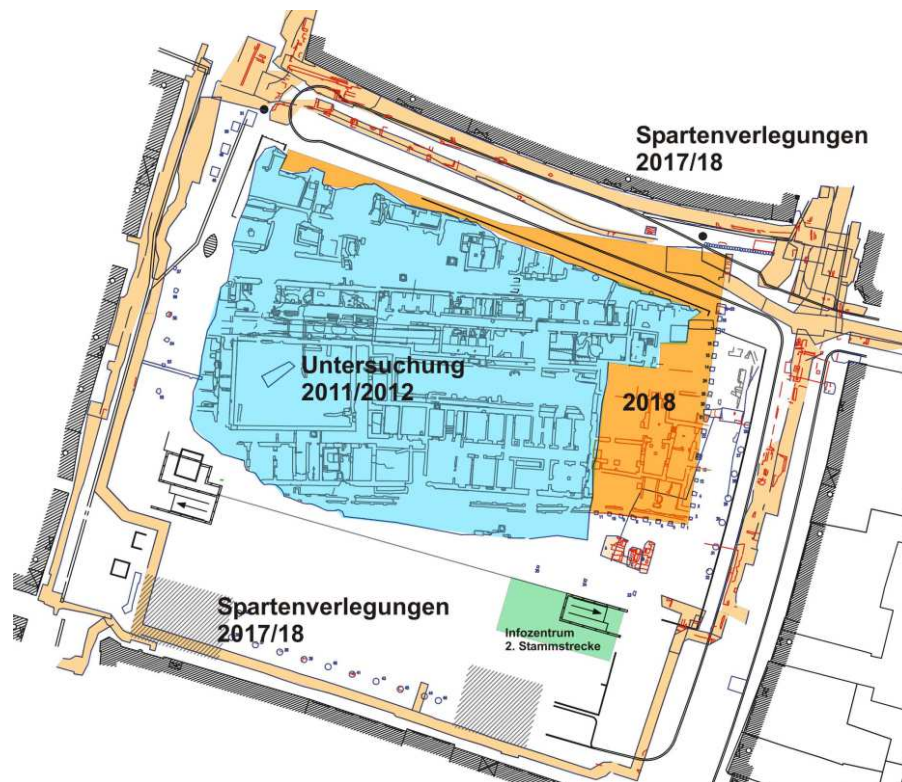 Spartenverlegungen
2017/18
Untersuchung
2011/2012
2018
Spartenverlegungen
2017/18
Infozentrum
2. Stammstrecke